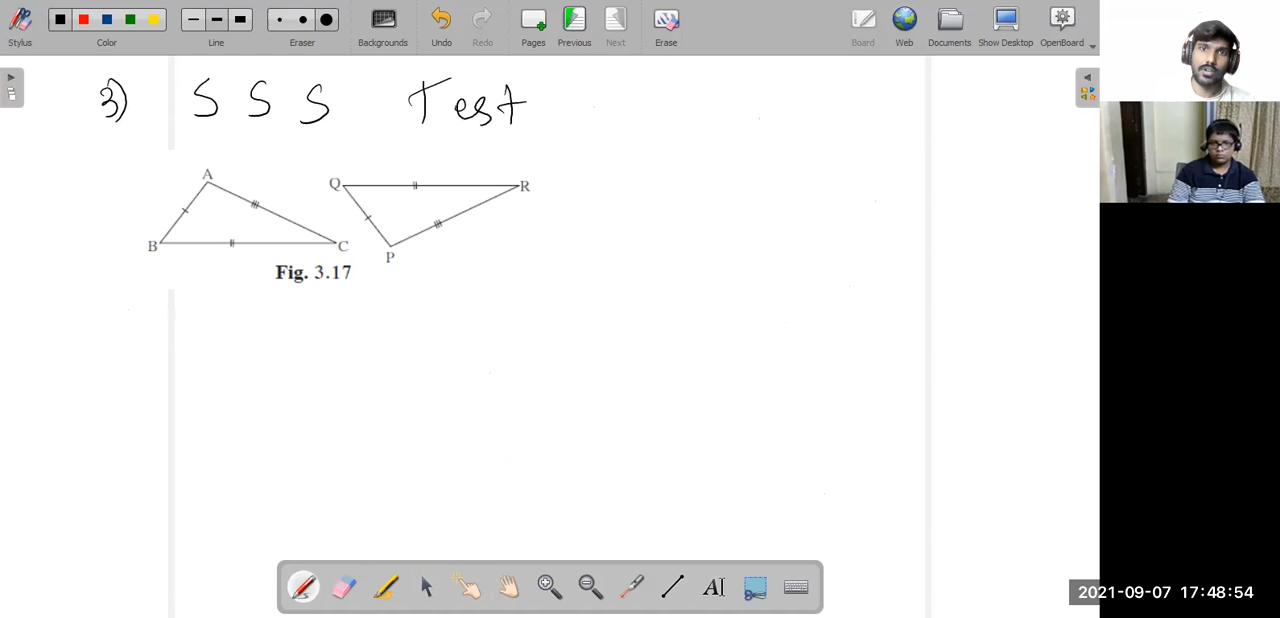 Stylus Color Line Eraser Backgrounds Undo Redo Pages Previous Next Erase Board Web Documents Show Desktop OpenBoard
3) S S S Test
A
Q R
B C
P
Fig. 3.17
AI
2021-09-07 17:48:54